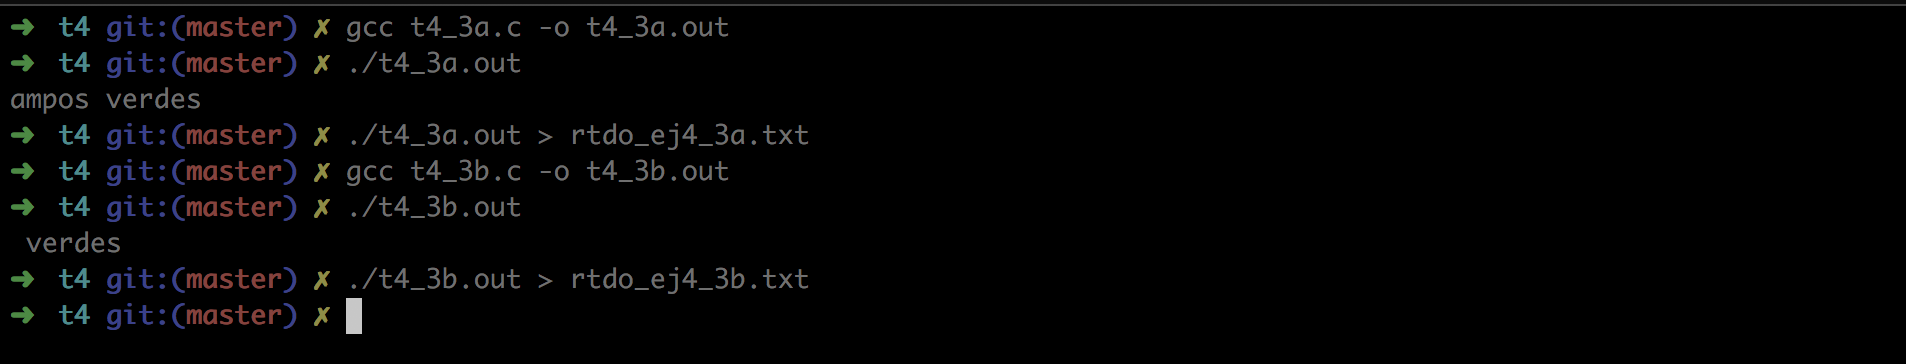 ➜  t4 git:(master) ✗ gcc t4_3a.c -o t4_3a.out
➜  t4 git:(master) ✗ ./t4_3a.out
ampos verdes
➜  t4 git:(master) ✗ ./t4_3a.out > rtdo_ej4_3a.txt
➜  t4 git:(master) ✗ gcc t4_3b.c -o t4_3b.out
➜  t4 git:(master) ✗ ./t4_3b.out
 verdes
➜  t4 git:(master) ✗ ./t4_3b.out > rtdo_ej4_3b.txt
➜  t4 git:(master) ✗